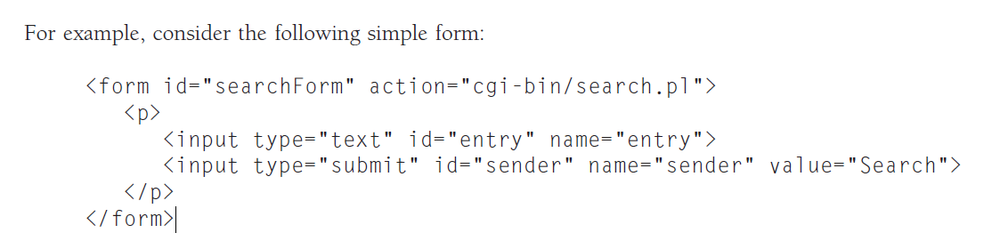 For example, consider the following simple form:
<form id="searchForm" action="cgi-bin/search.pl">
<p>
<input type="text" id="entry" name="entry">
<input type="submit" id="sender" name="sender" value="Search">
</p>
</form>